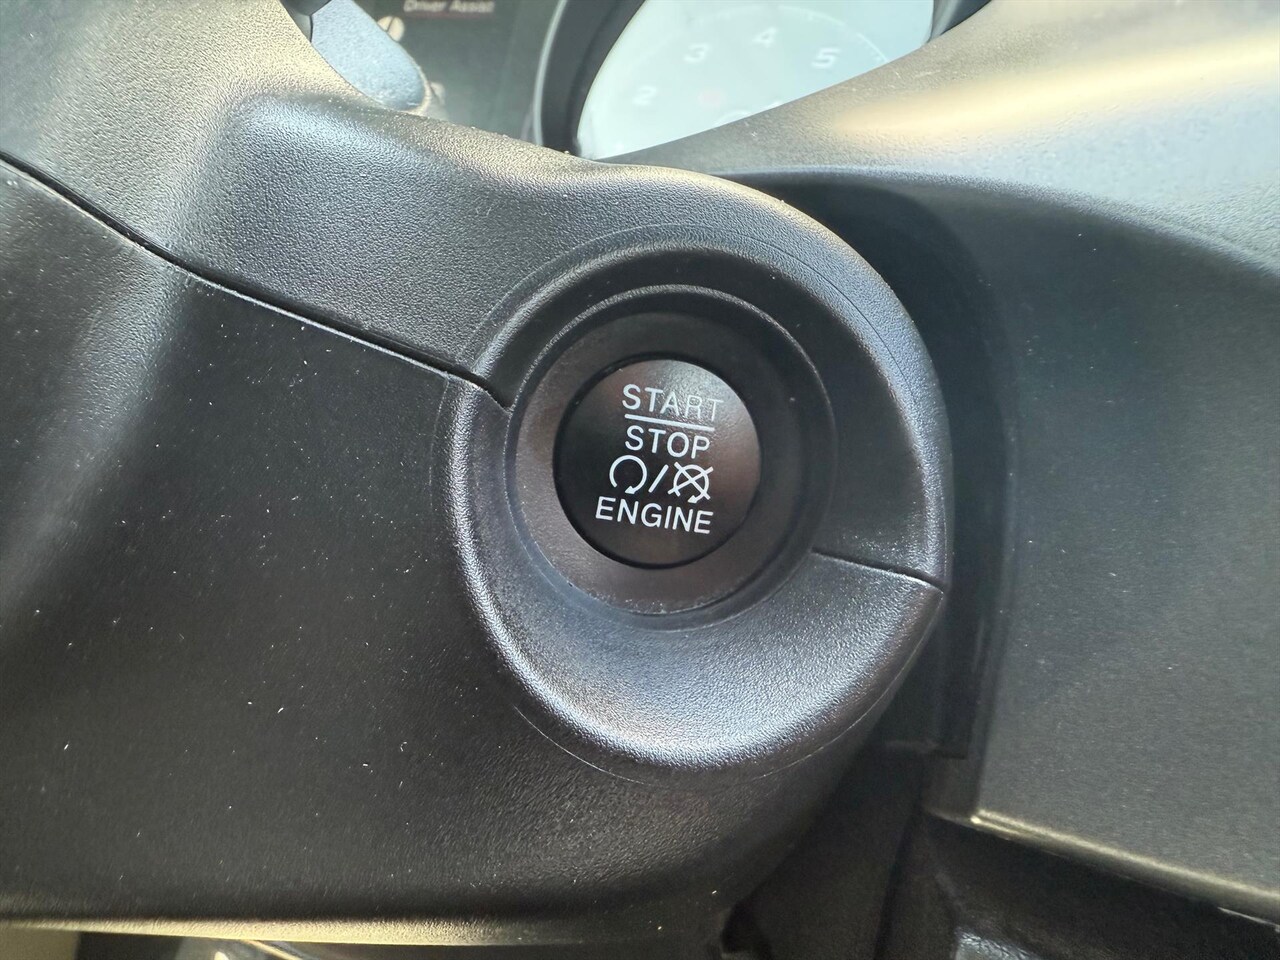 Driver Assist
3 4 5
2
START
STOP
/
ENGINE